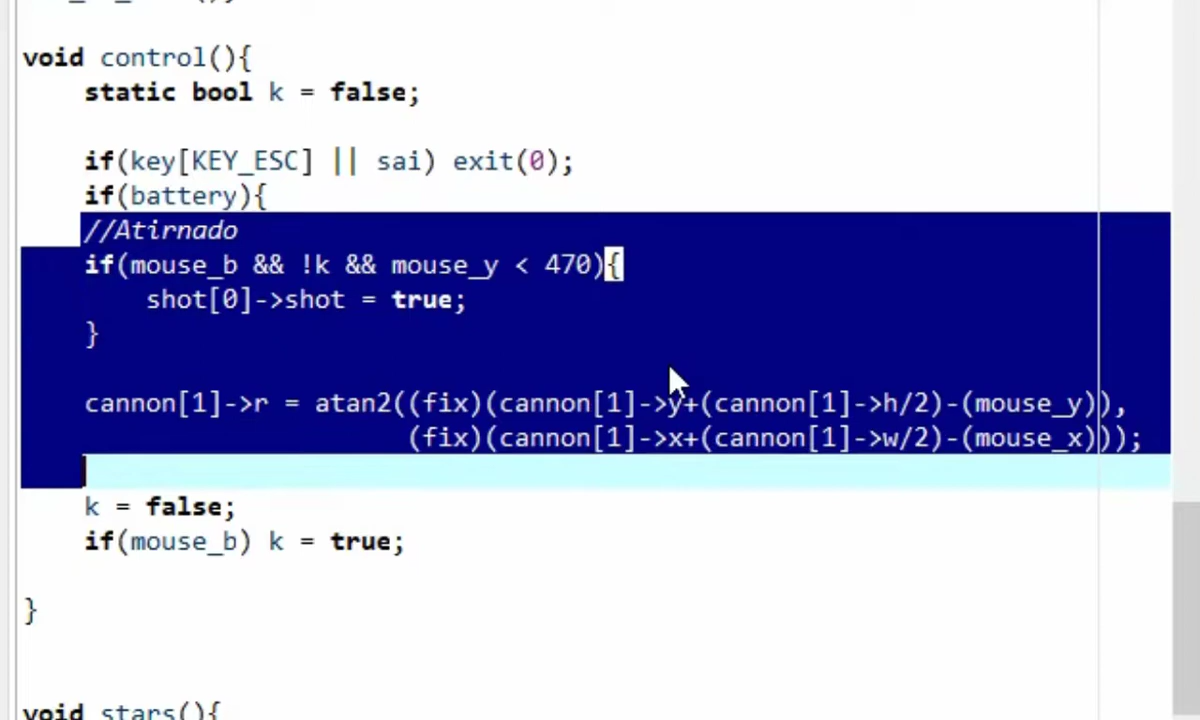 void control(){
static bool k = false;
if(key[KEY_ESC] || sai) exit(0);
if(battery){
//Atirnado
if(mouse_b && !k && mouse_y < 470){
shot[0]->shot = true;
}
cannon[1]->r = atan2((fix)(cannon[1]->y+(cannon[1]->h/2)-(mouse_y)),
(fix)(cannon[1]->x+(cannon[1]->w/2)-(mouse_x)));
k = false;
if(mouse_b) k = true;
}
void stars(){